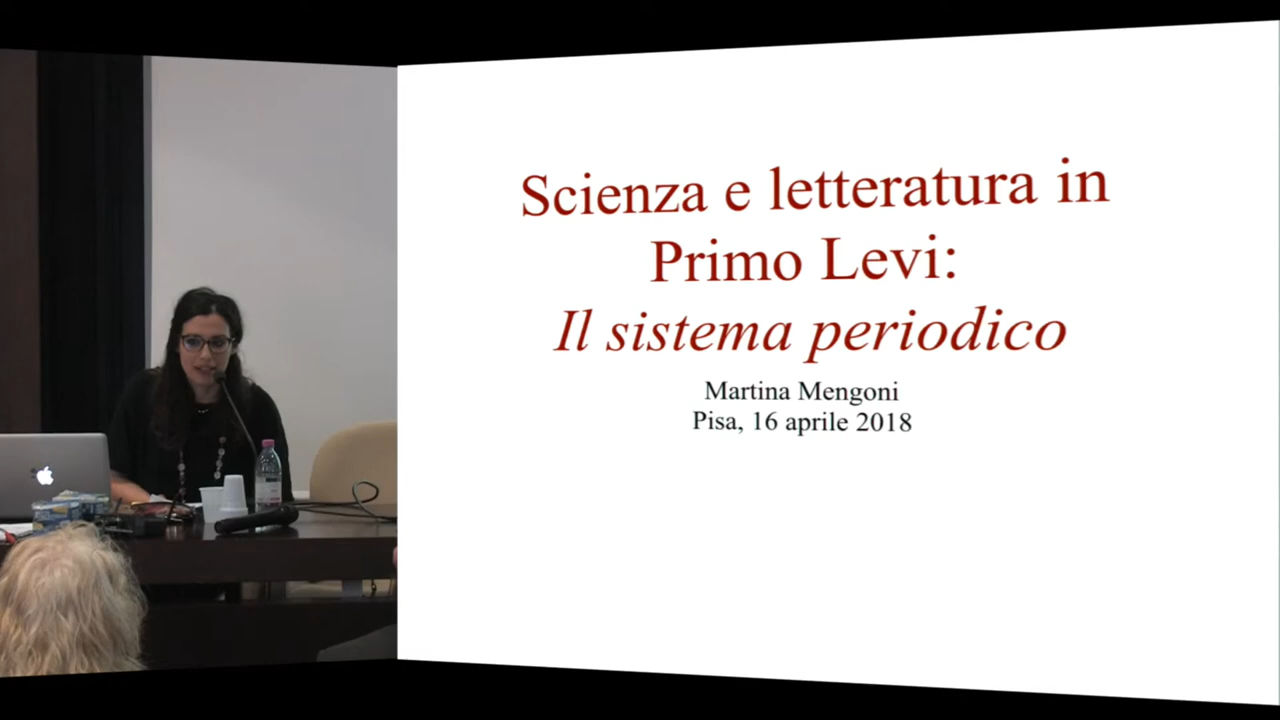 Scienza e letteratura in
Primo Levi:
Il sistema periodico
Martina Mengoni
Pisa, 16 aprile 2018